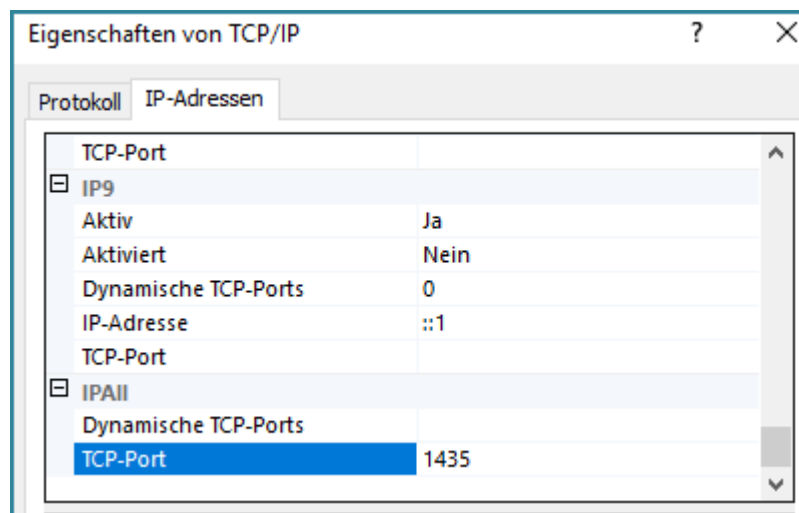 Eigenschaften von TCP/IP ?
Protokoll IP-Adressen
TCP-Port
IP9
Aktiv Ja
Aktiviert Nein
Dynamische TCP-Ports 0
IP-Adresse ::1
TCP-Port
IPAll
Dynamische TCP-Ports
TCP-Port 1435